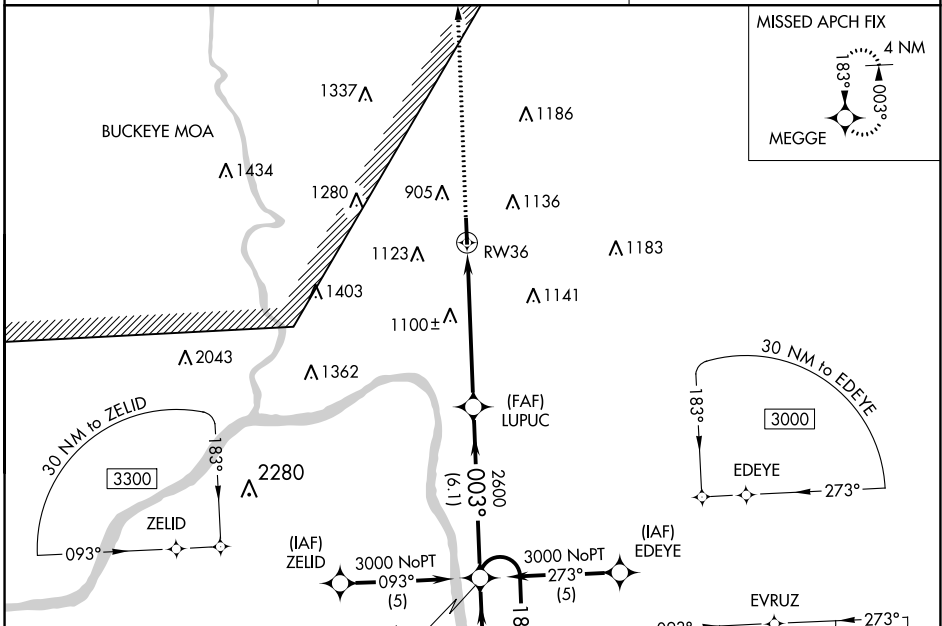 MISSED APCH FIX
4 NM
183°
003°
MEGGE
1337
1186
BUCKEYE MOA
1434
1280
905
1136
RW36
1123
1183
1403
1141
1100±
2043
1362
(FAF)
LUPUC
30 NM to ZELID
183°
3300
2280
ZELID
093°
30 NM to EDEYE
183°
3000
EDEYE
273°
2600
003°
(6.1)
(IAF)
ZELID
3000 NoPT
093°
(5)
3000 NoPT
273°
(5)
(IAF)
EDEYE
EVRUZ
273°